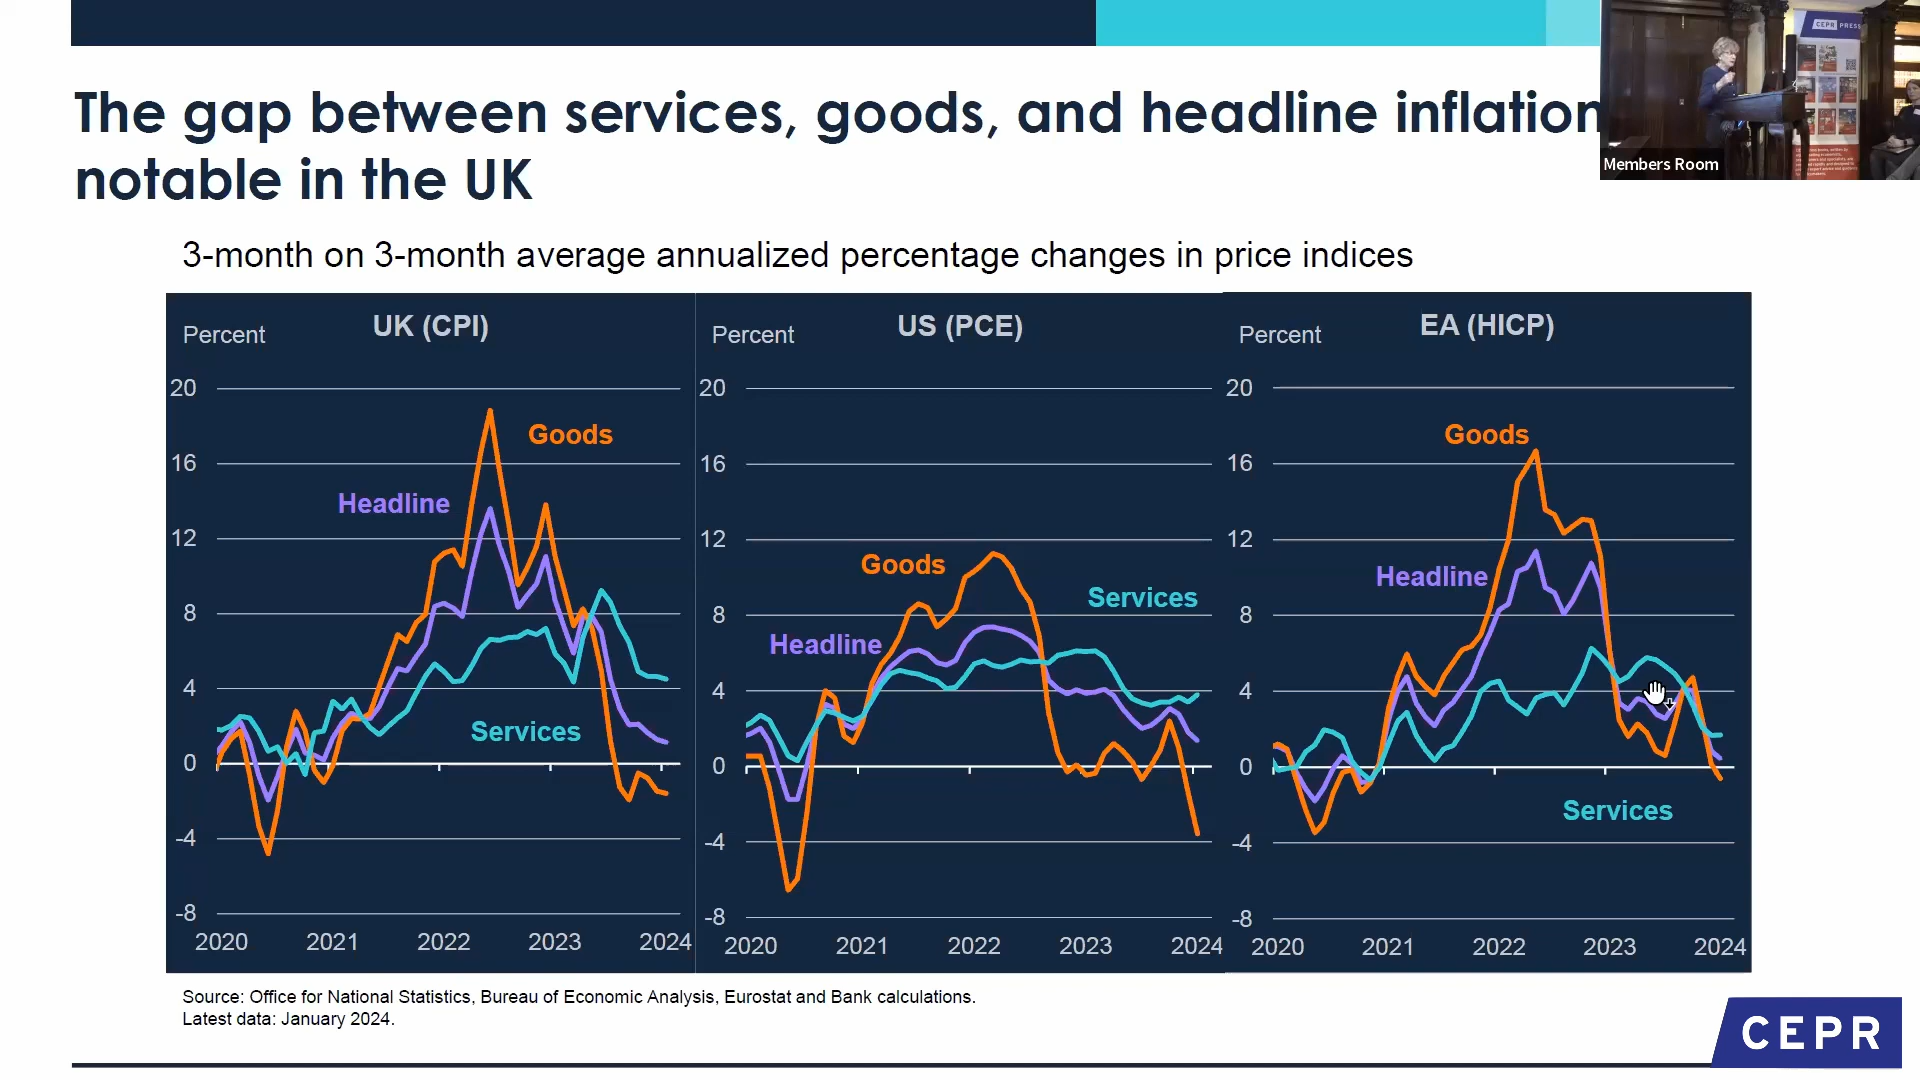 The gap between services, goods, and headline inflation
notable in the UK
CEPR PRESS
Members Room
3-month on 3-month average annualized percentage changes in price indices
Percent
UK (CPI)
20
16
12
8
4
0
-4
-8
Goods
Headline
Services
2020 2021 2022 2023 2024
Percent
US (PCE)
20
16
12
8
4
0
-4
-8
Goods
Services
Headline
2020 2021 2022 2023 2024
Percent
EA (HICP)
20
16
12
8
4
0
-4
-8
Goods
Headline
Services
2020 2021 2022 2023 2024
Source: Office for National Statistics, Bureau of Economic Analysis, Eurostat and Bank calculations.
Latest data: January 2024.
CEPR